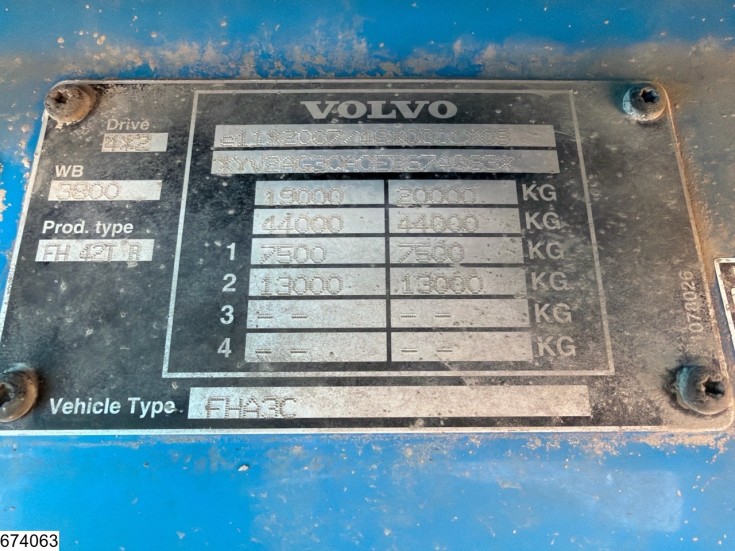 VOLVO
Drive
4X2
WB
3800
Prod. type
FH 42T R
19000 20000 KG
44000 44000 KG
1 7500 7500 KG
2 13000 13000 KG
3 - - - - KG
4 - - - - KG
Vehicle Type FHA3C
674063